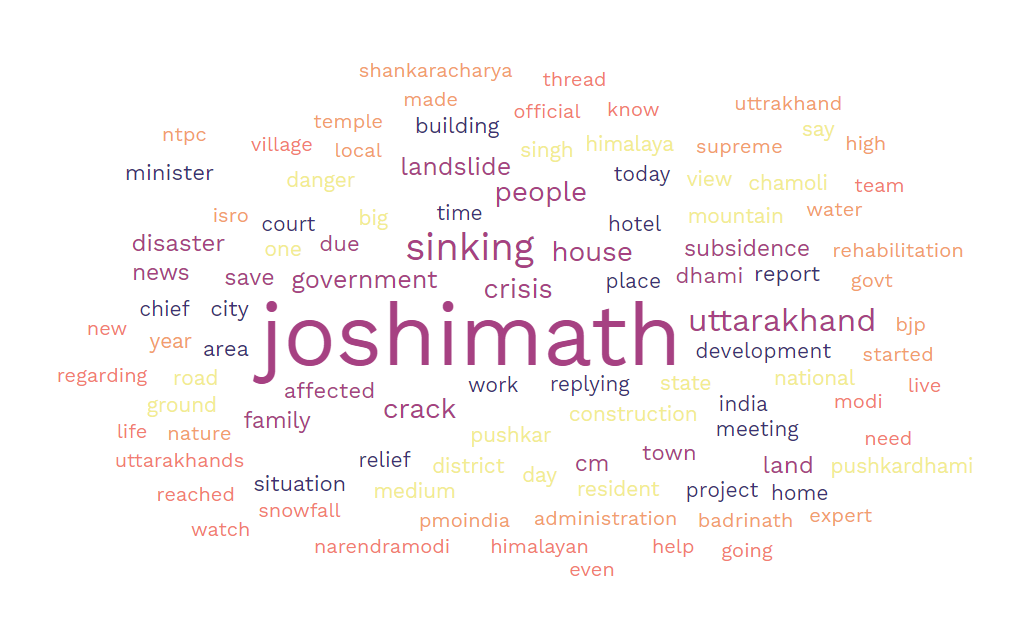 shankaracharya thread
made official know uttrakhand
ntpc temple building say
village local landslide singh himalaya supreme high
minister danger people today view chamoli team
isro court big time hotel mountain water
disaster one due sinking house subsidence rehabilitation
news save government crisis place dhami report govt
chief city
new year area joshimath uttarakhand bjp
development started
regarding road affected work replying state national live
ground family crack construction india modi
life nature pushkar meeting need
uttarakhands relief district cm town land pushkardhami
reached situation medium day resident project home
watch snowfall pmoindia administration badrinath expert
narendramodi himalayan help going
even